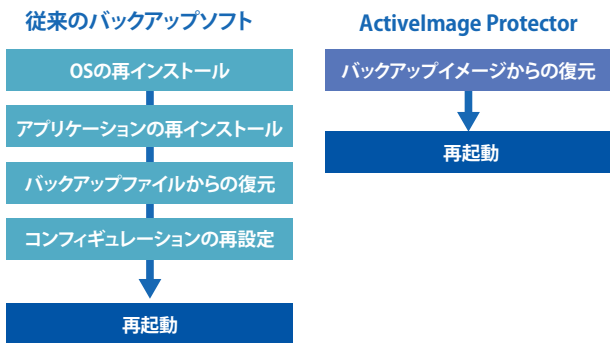 従来のバックアップソフト
OSの再インストール
アプリケーションの再インストール
バックアップファイルからの復元
コンフィギュレーションの再設定
再起動
ActiveImage Protector
バックアップイメージからの復元
再起動